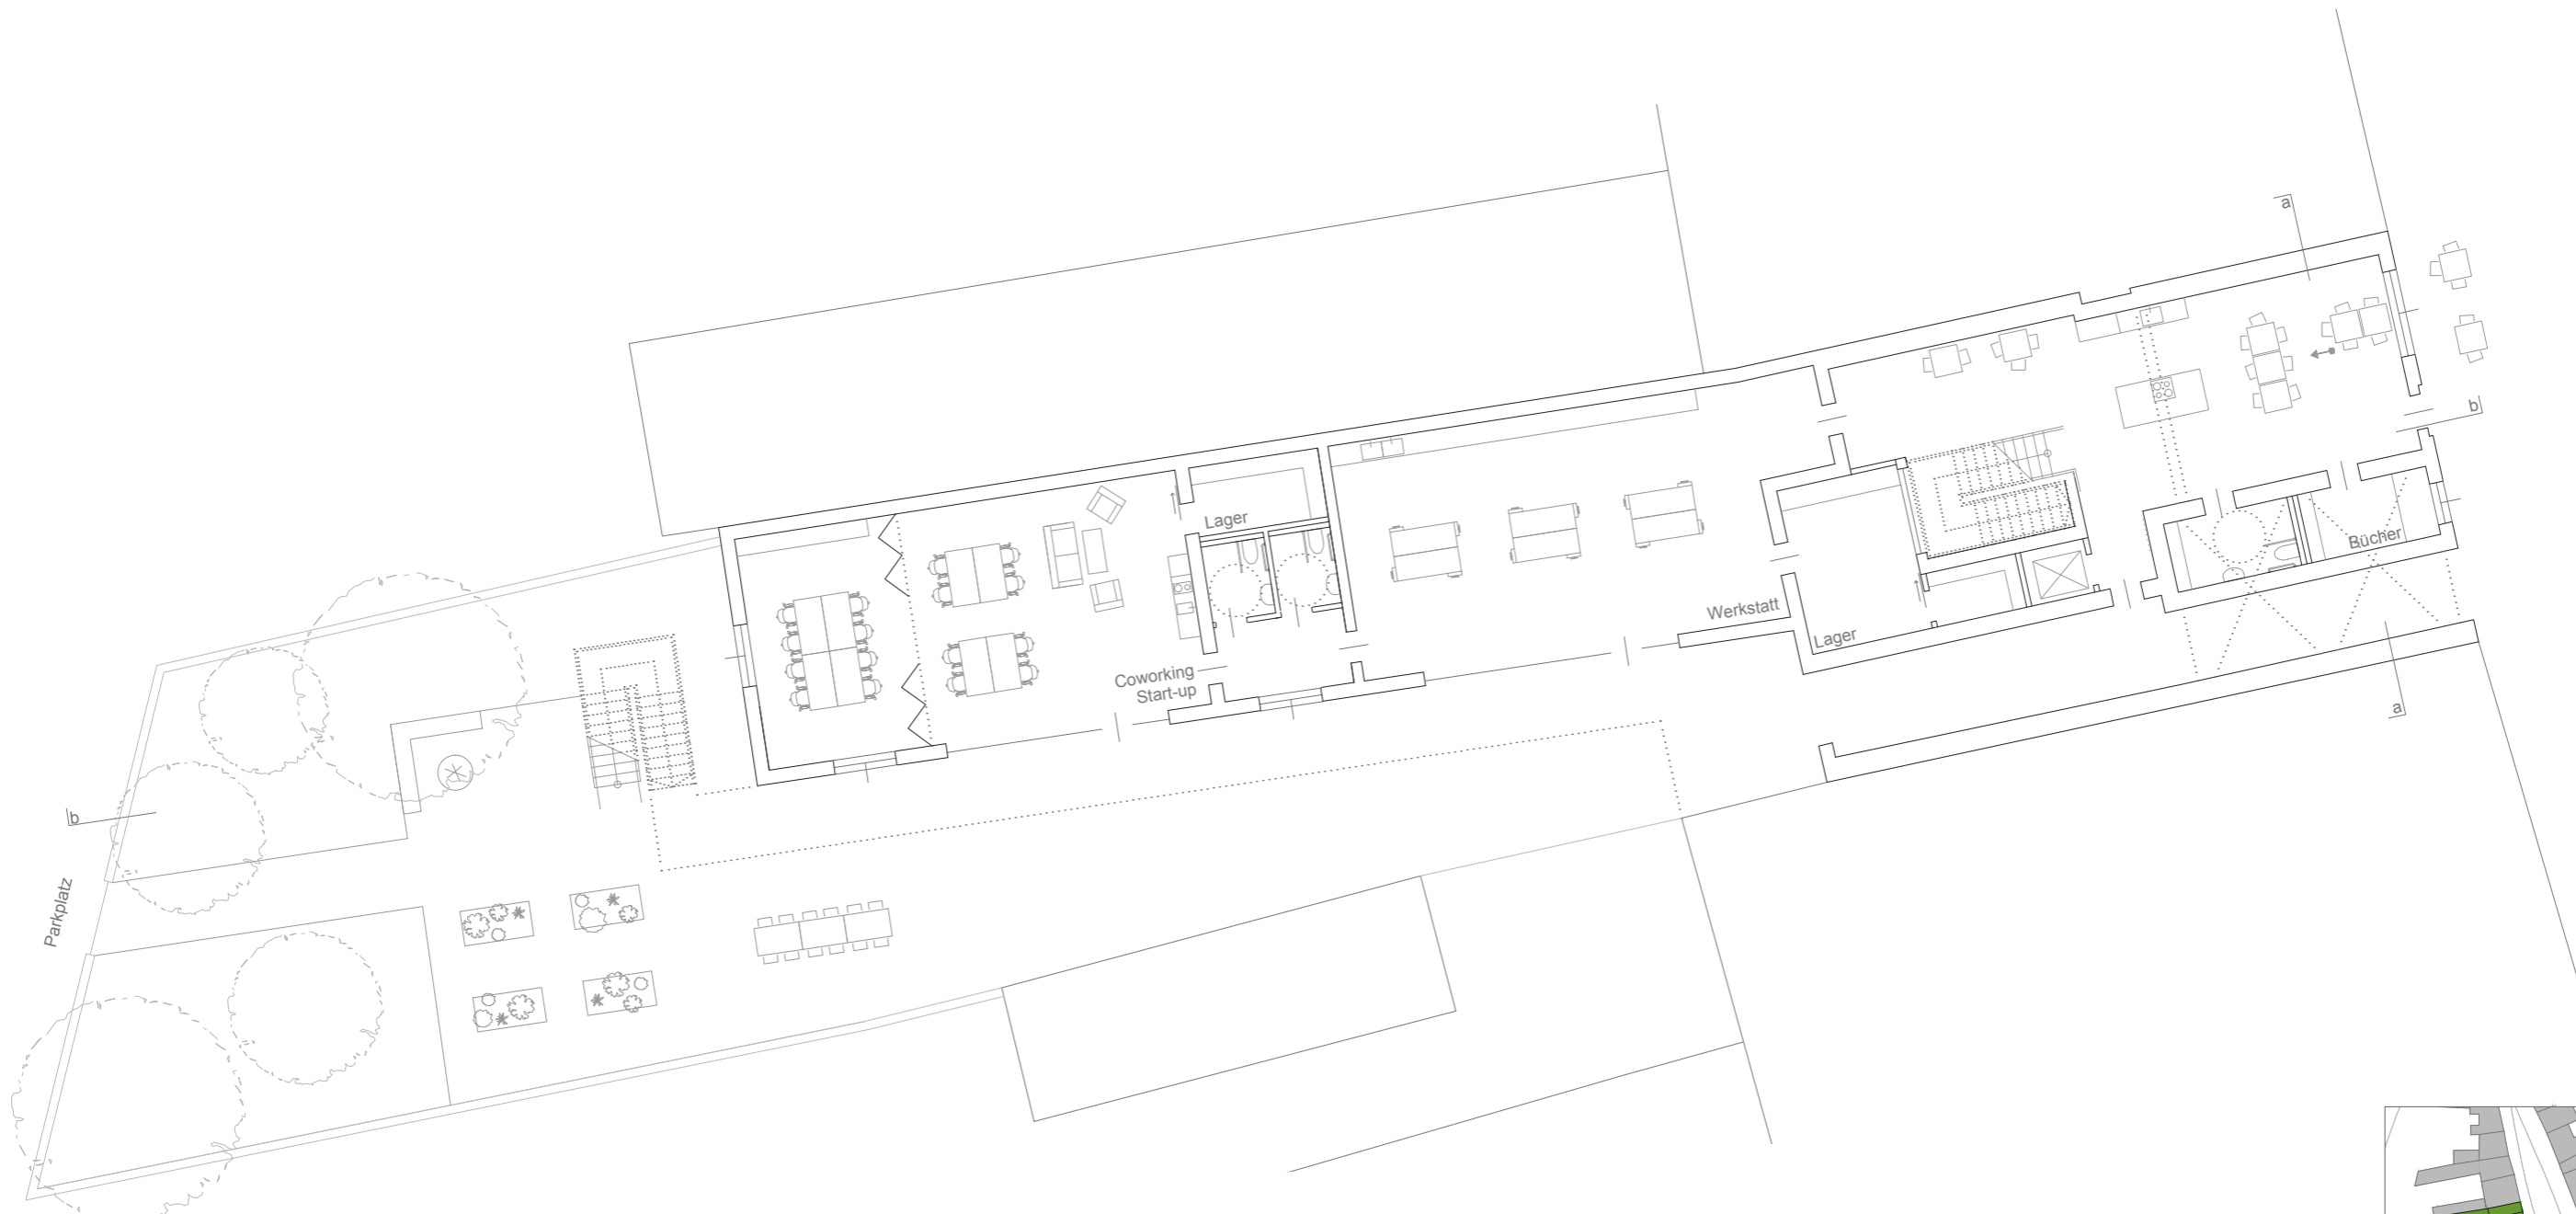 a
b
Lager
Bücher
Werkstatt
Lager
Coworking
Start-up
a
b
Parkplatz